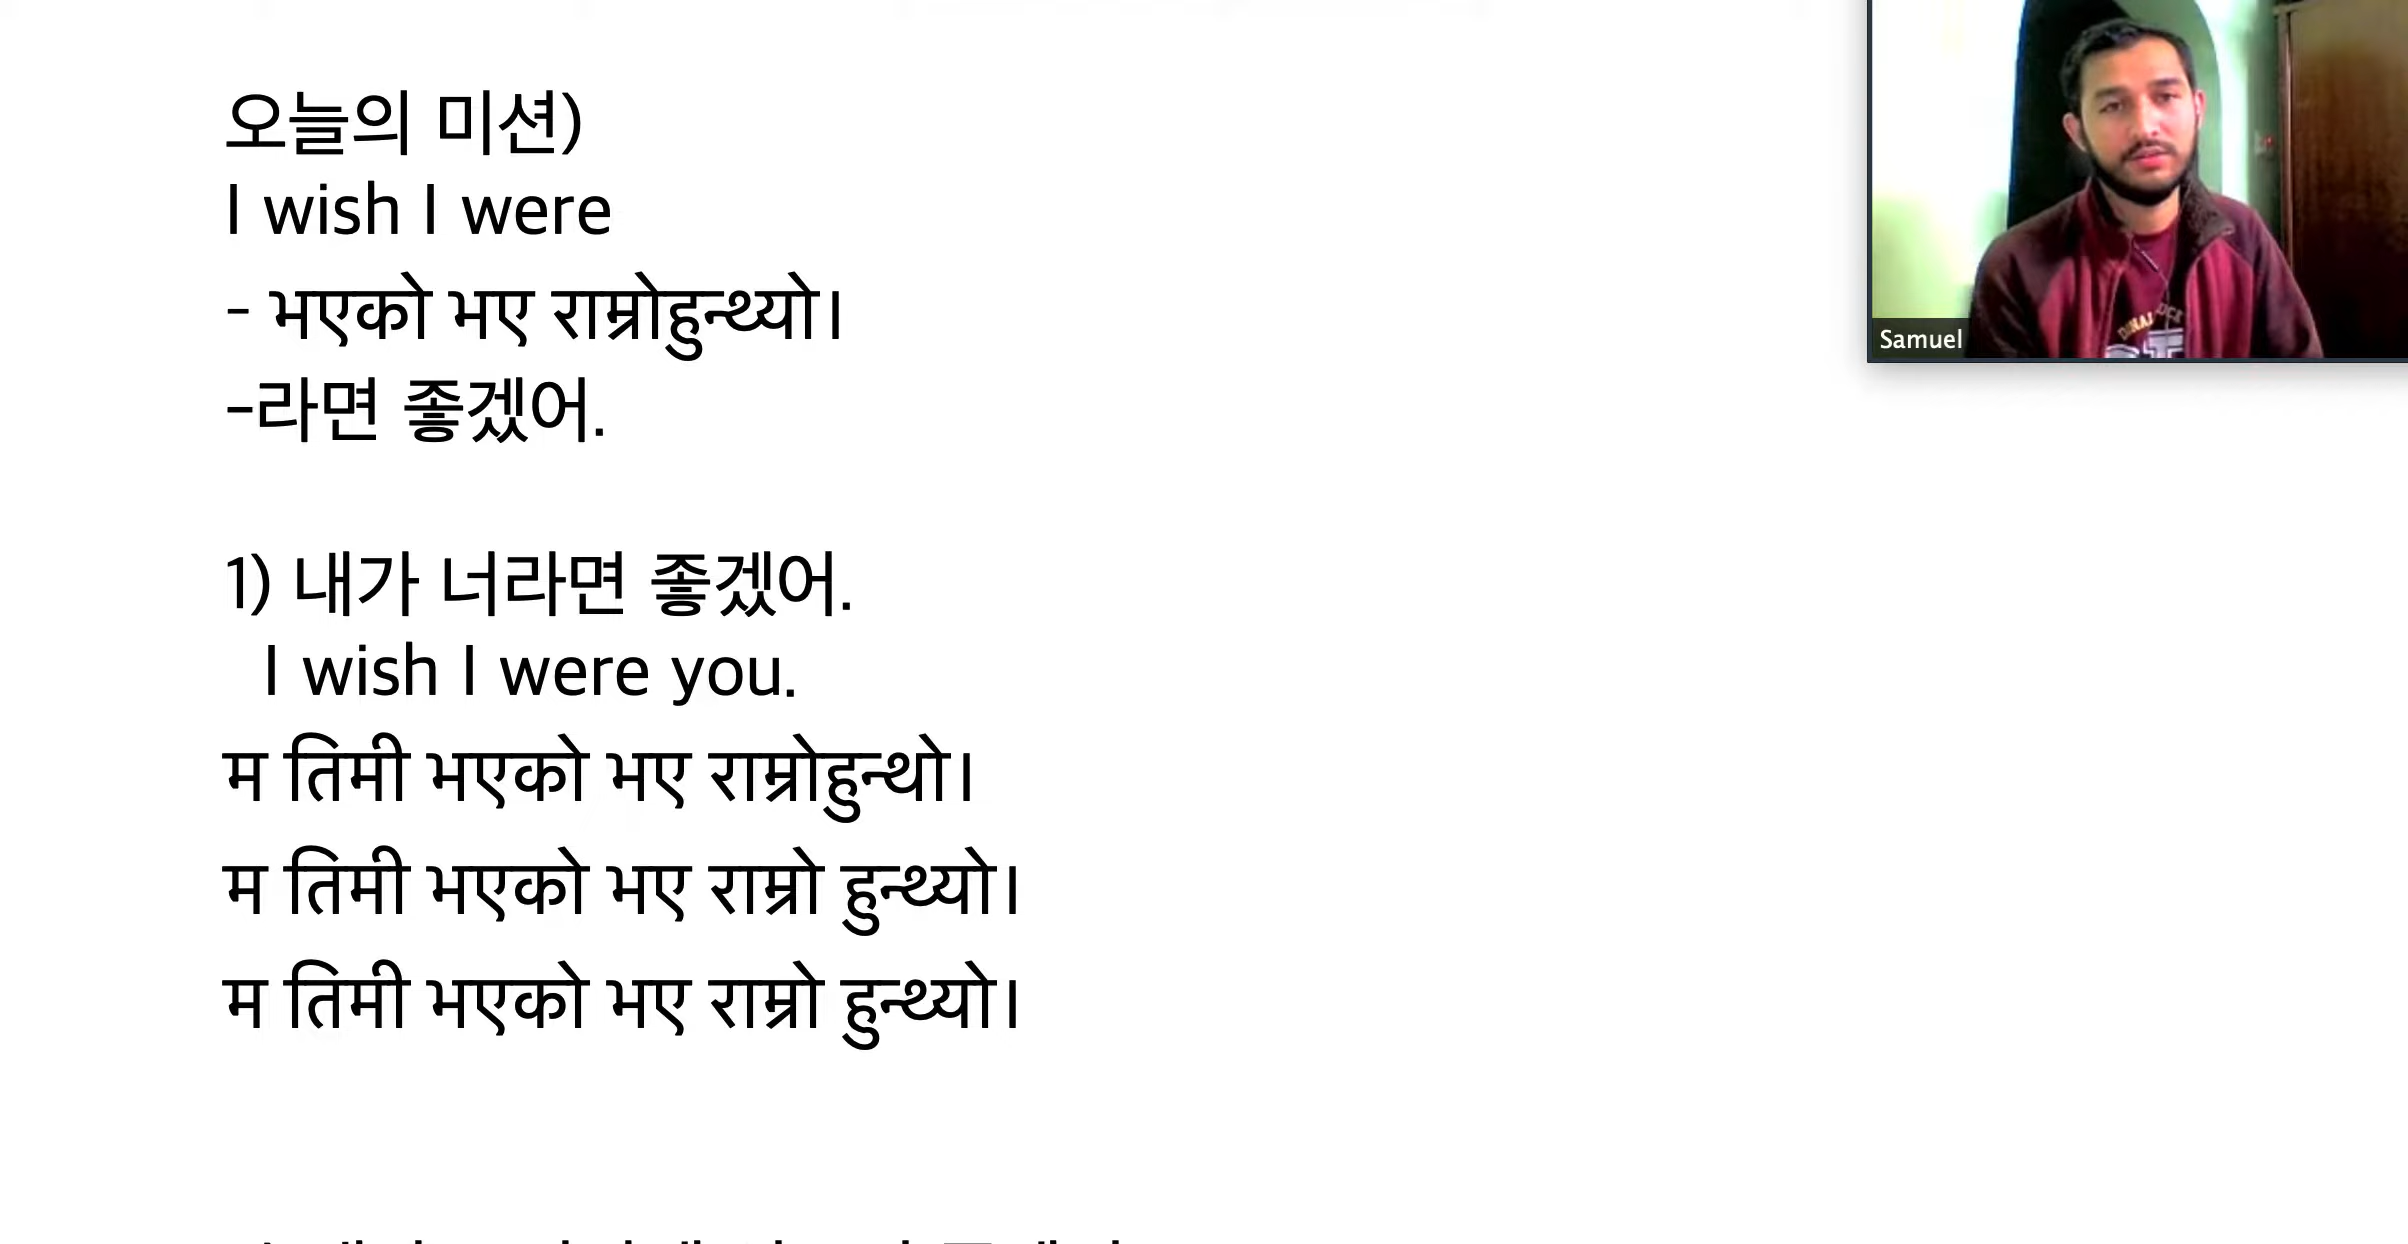 오늘의 미션)
I wish I were
- भएको भए राम्रोहुन्थ्यो।
-라면 좋겠어.
1) 내가 너라면 좋겠어.
I wish I were you.
म तिमी भएको भए राम्रोहुन्थो।
म तिमी भएको भए राम्रो हुन्थ्यो।
म तिमी भएको भए राम्रो हुन्थ्यो।
Samuel